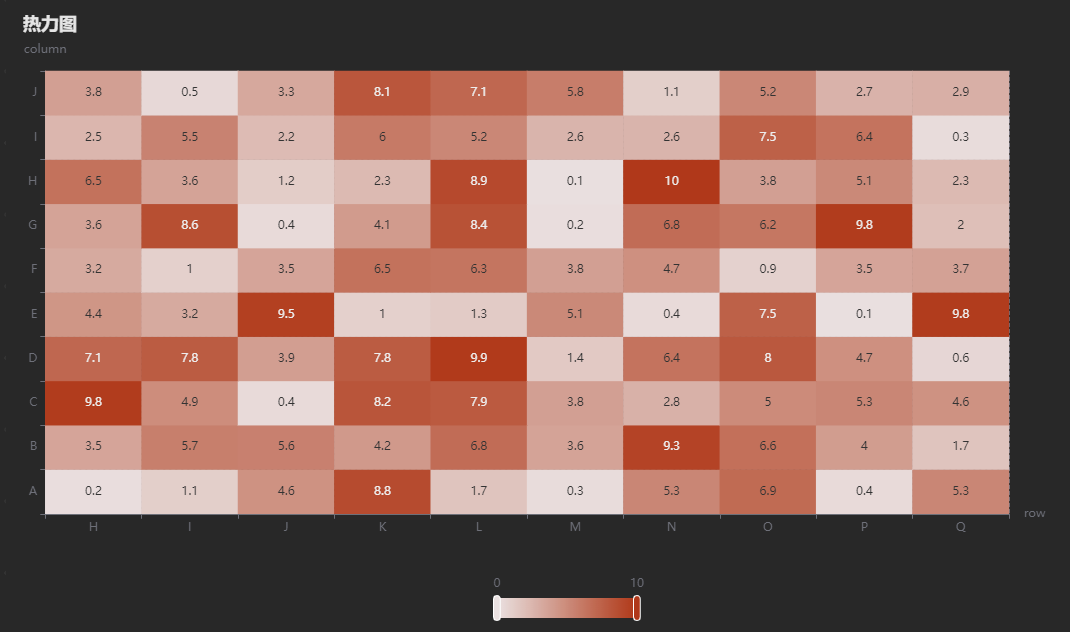 热力图
column
J 3.8 0.5 3.3 8.1 7.1 5.8 1.1 5.2 2.7 2.9
I 2.5 5.5 2.2 6 5.2 2.6 2.6 7.5 6.4 0.3
H 6.5 3.6 1.2 2.3 8.9 0.1 10 3.8 5.1 2.3
G 3.6 8.6 0.4 4.1 8.4 0.2 6.8 6.2 9.8 2
F 3.2 1 3.5 6.5 6.3 3.8 4.7 0.9 3.5 3.7
E 4.4 3.2 9.5 1 1.3 5.1 0.4 7.5 0.1 9.8
D 7.1 7.8 3.9 7.8 9.9 1.4 6.4 8 4.7 0.6
C 9.8 4.9 0.4 8.2 7.9 3.8 2.8 5 5.3 4.6
B 3.5 5.7 5.6 4.2 6.8 3.6 9.3 6.6 4 1.7
A 0.2 1.1 4.6 8.8 1.7 0.3 5.3 6.9 0.4 5.3
row
H I J K L M N O P Q
0 10